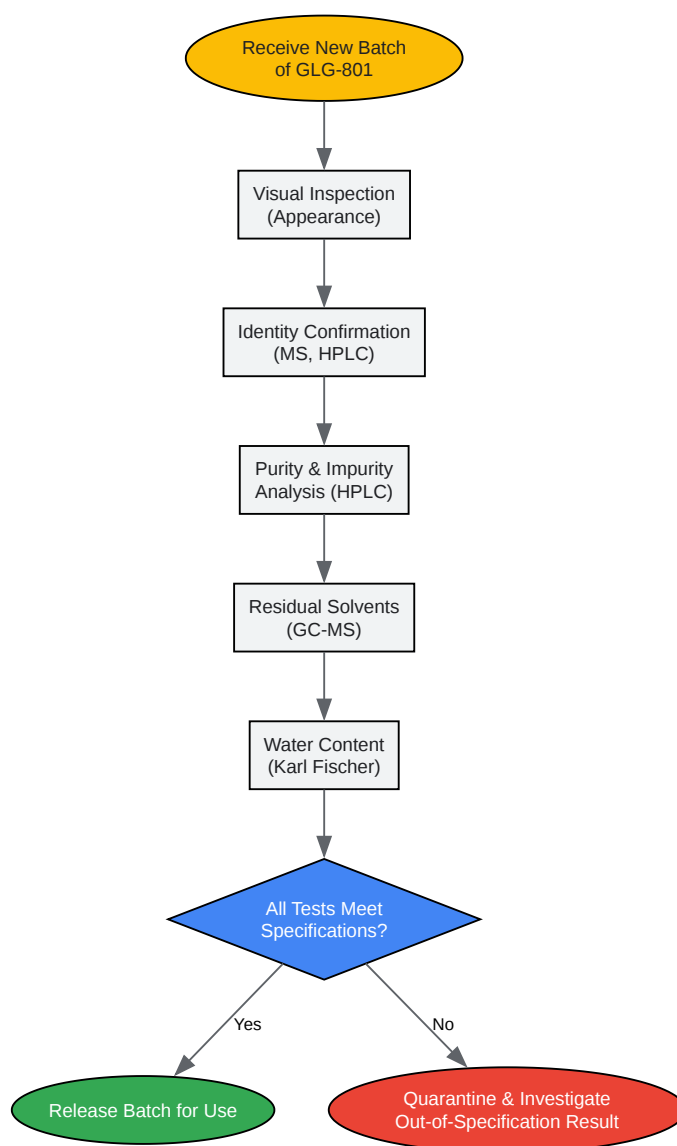 Receive New Batch
of GLG-801
Visual Inspection
(Appearance)
Identity Confirmation
(MS, HPLC)
Purity & Impurity
Analysis (HPLC)
Residual Solvents
(GC-MS)
Water Content
(Karl Fischer)
All Tests Meet
Specifications?
Yes
No
Release Batch for Use
Quarantine & Investigate
Out-of-Specification Result